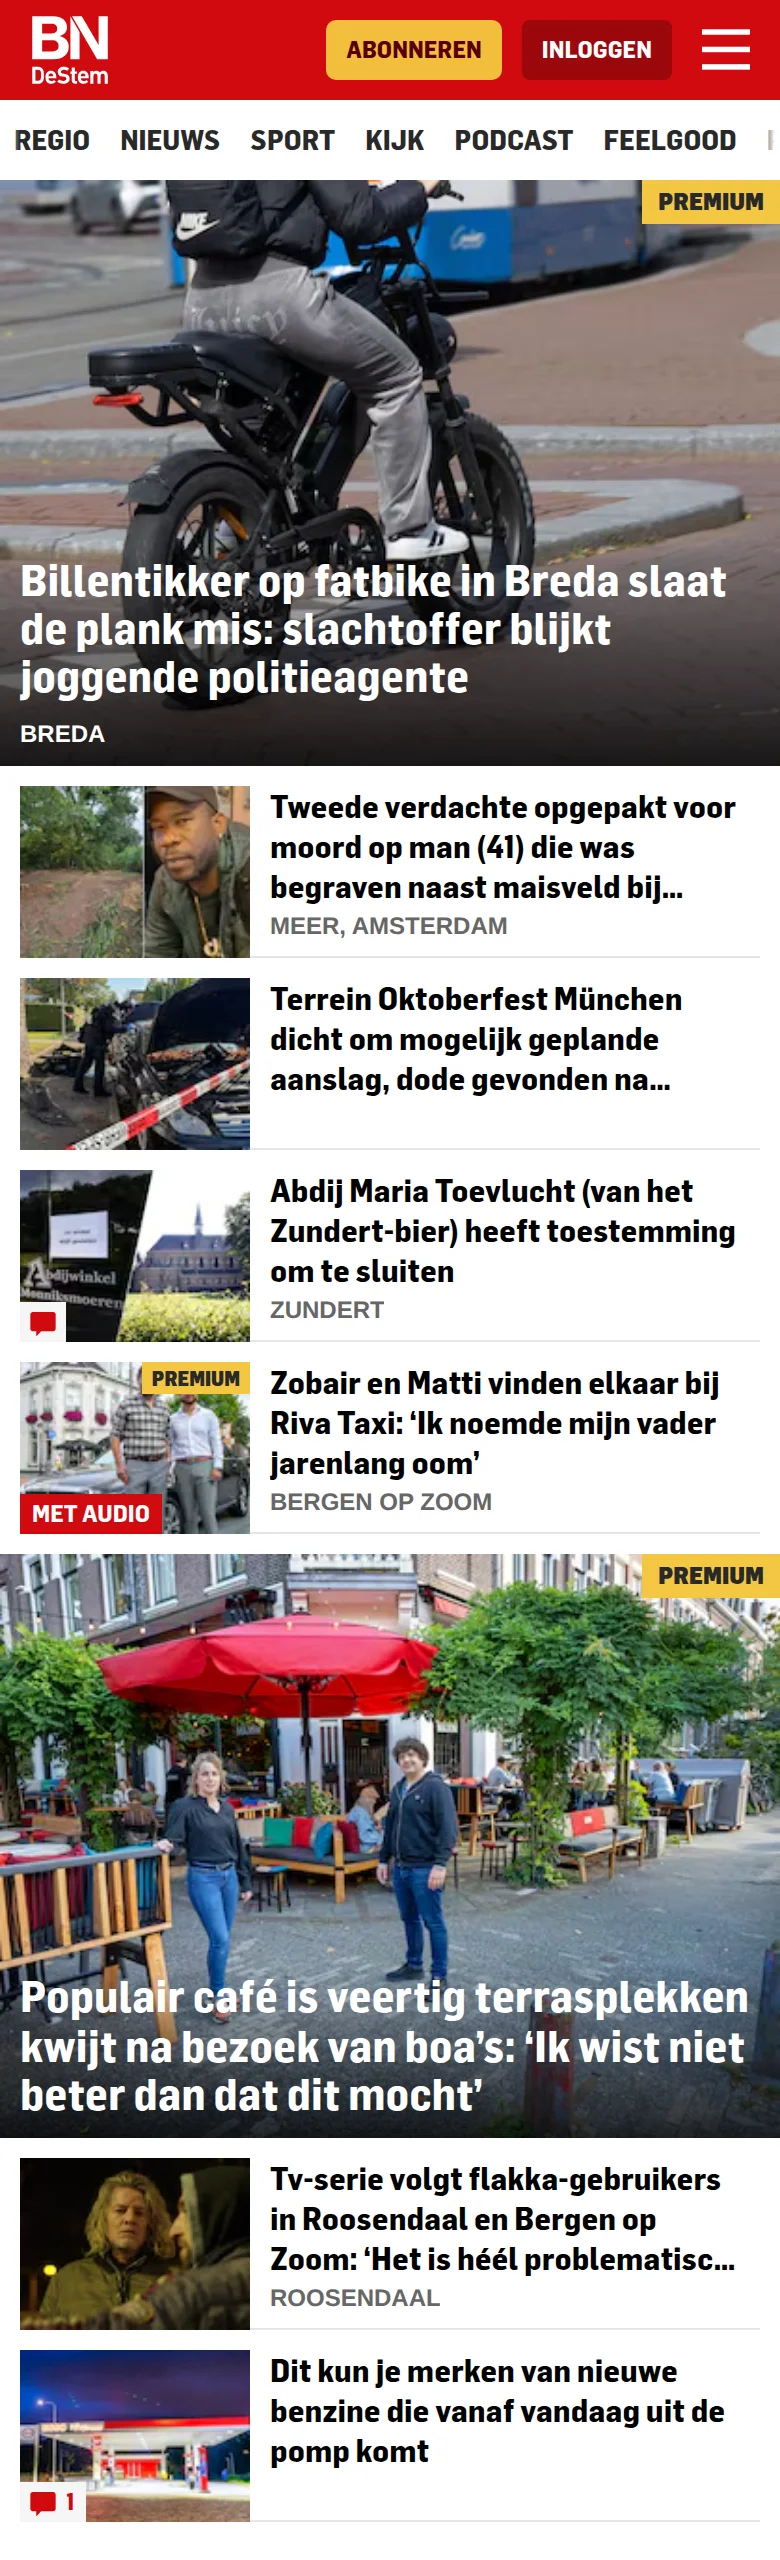 BN
DeStem
ABONNEREN
INLOGGEN
REGIO NIEUWS SPORT KIJK PODCAST FEELGOOD
PREMIUM
NIKE
Juicy
Billentikker op fatbike in Breda slaat
de plank mis: slachtoffer blijkt
joggende politieagente
BREDA
Tweede verdachte opgepakt voor
moord op man (41) die was
begraven naast maisveld bij...
MEER, AMSTERDAM
Terrein Oktoberfest München
dicht om mogelijk geplande
aanslag, dode gevonden na...
Abdijwinkel
Monniksmoeren
Abdij Maria Toevlucht (van het
Zundert-bier) heeft toestemming
om te sluiten
ZUNDERT
PREMIUM
MET AUDIO
Zobair en Matti vinden elkaar bij
Riva Taxi: ‘Ik noemde mijn vader
jarenlang oom’
BERGEN OP ZOOM
PREMIUM
Populair café is veertig terrasplekken
kwijt na bezoek van boa’s: ‘Ik wist niet
beter dan dat dit mocht’
Tv-serie volgt flakka-gebruikers
in Roosendaal en Bergen op
Zoom: ‘Het is héél problematisc...
ROOSENDAAL
1
Dit kun je merken van nieuwe
benzine die vanaf vandaag uit de
pomp komt